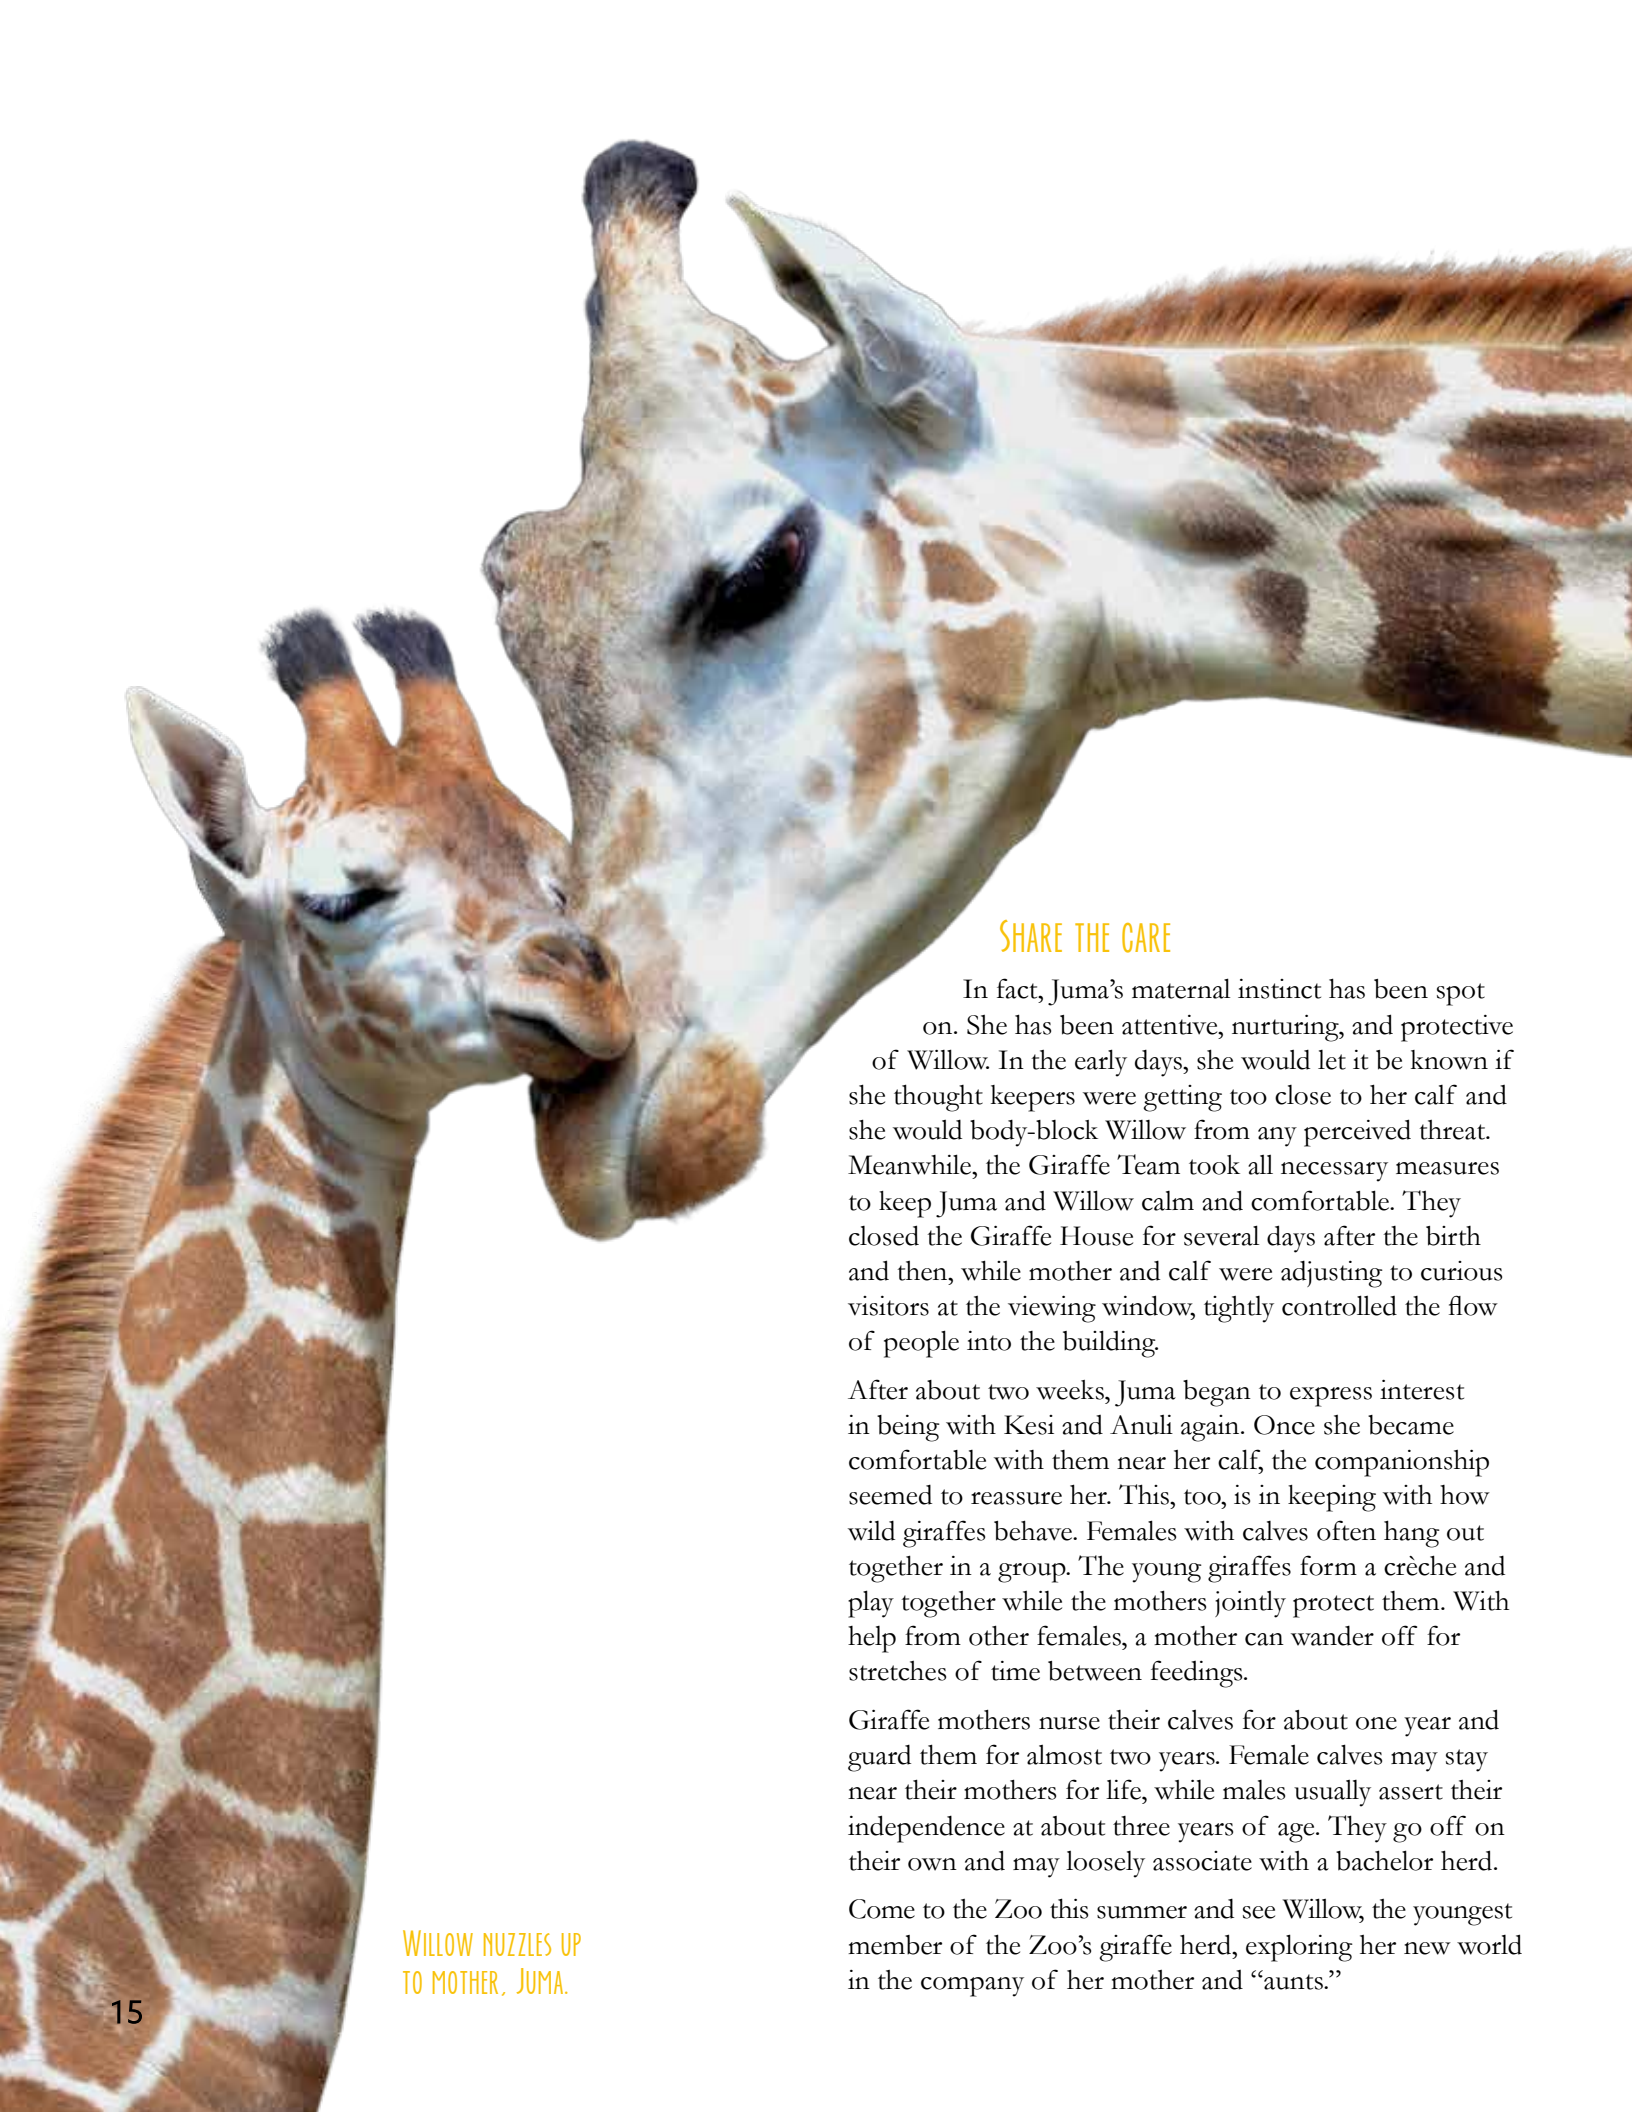 Share the care
In fact, Juma’s maternal instinct has been spot
on. She has been attentive, nurturing, and protective
of Willow. In the early days, she would let it be known if
she thought keepers were getting too close to her calf and
she would body-block Willow from any perceived threat.
Meanwhile, the Giraffe Team took all necessary measures
to keep Juma and Willow calm and comfortable. They
closed the Giraffe House for several days after the birth
and then, while mother and calf were adjusting to curious
visitors at the viewing window, tightly controlled the flow
of people into the building.
After about two weeks, Juma began to express interest
in being with Kesi and Anuli again. Once she became
comfortable with them near her calf, the companionship
seemed to reassure her. This, too, is in keeping with how
wild giraffes behave. Females with calves often hang out
together in a group. The young giraffes form a crèche and
play together while the mothers jointly protect them. With
help from other females, a mother can wander off for
stretches of time between feedings.
Giraffe mothers nurse their calves for about one year and
guard them for almost two years. Female calves may stay
near their mothers for life, while males usually assert their
independence at about three years of age. They go off on
their own and may loosely associate with a bachelor herd.
Come to the Zoo this summer and see Willow, the youngest
member of the Zoo’s giraffe herd, exploring her new world
in the company of her mother and “aunts.”
Willow nuzzles up
to mother, Juma.
15